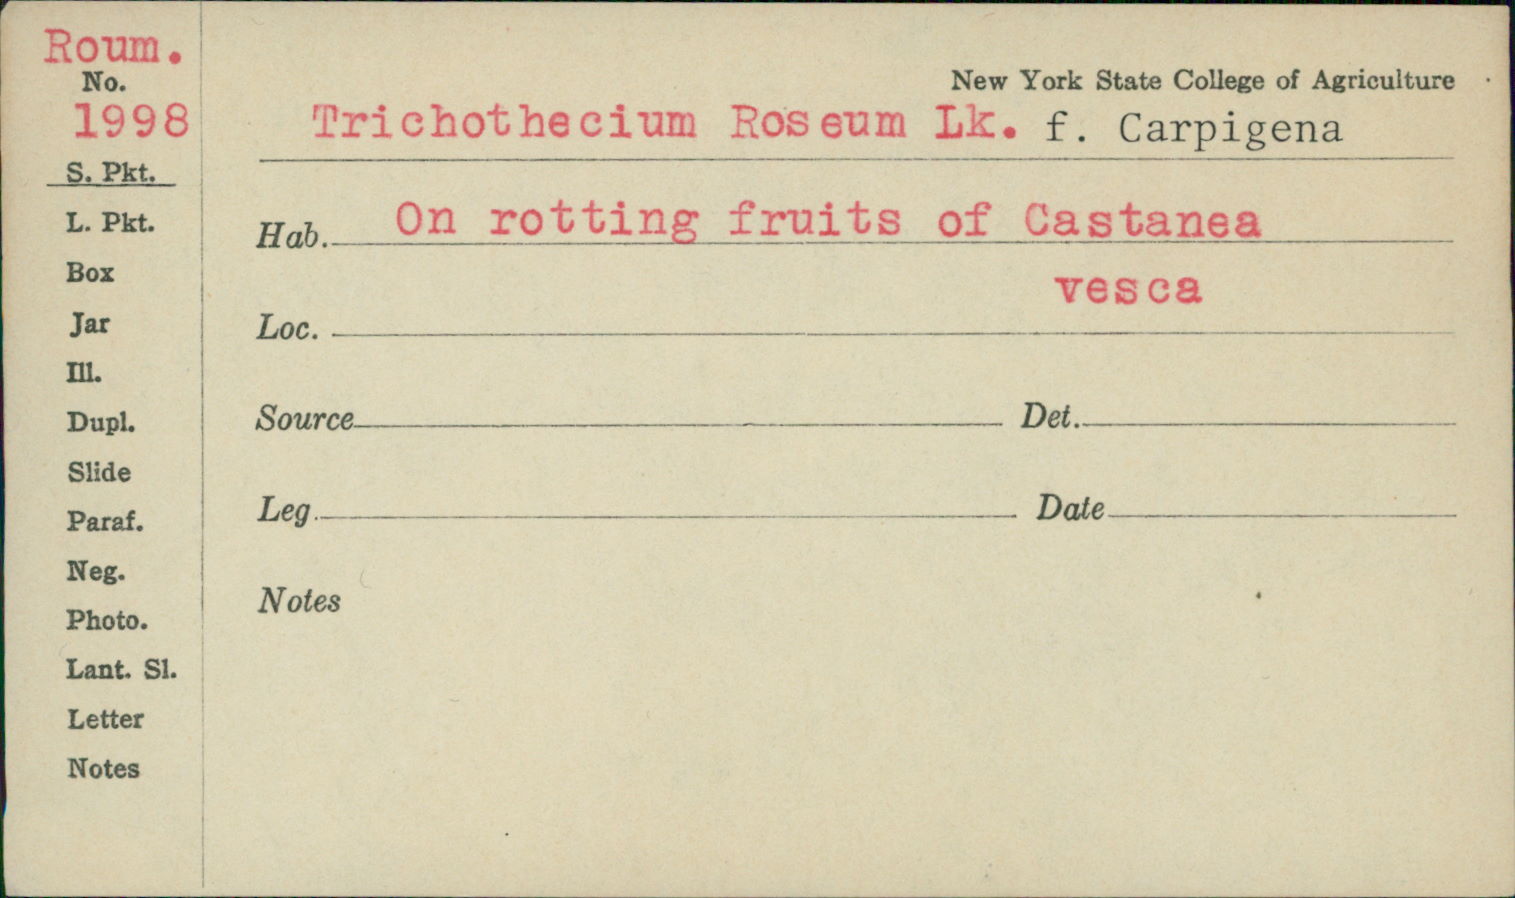 Roum.
No.
1998
S. Pkt.
L. Pkt.
Box
Jar
Ill.
Dupl.
Slide
Paraf.
Neg.
Photo.
Lant. Sl.
Letter
Notes
New York State College of Agriculture
Trichothecium Roseum Lk. f. Carpigena
Hab. On rotting fruits of Castanea
vesca
Loc.
Source Det.
Leg. Date
Notes